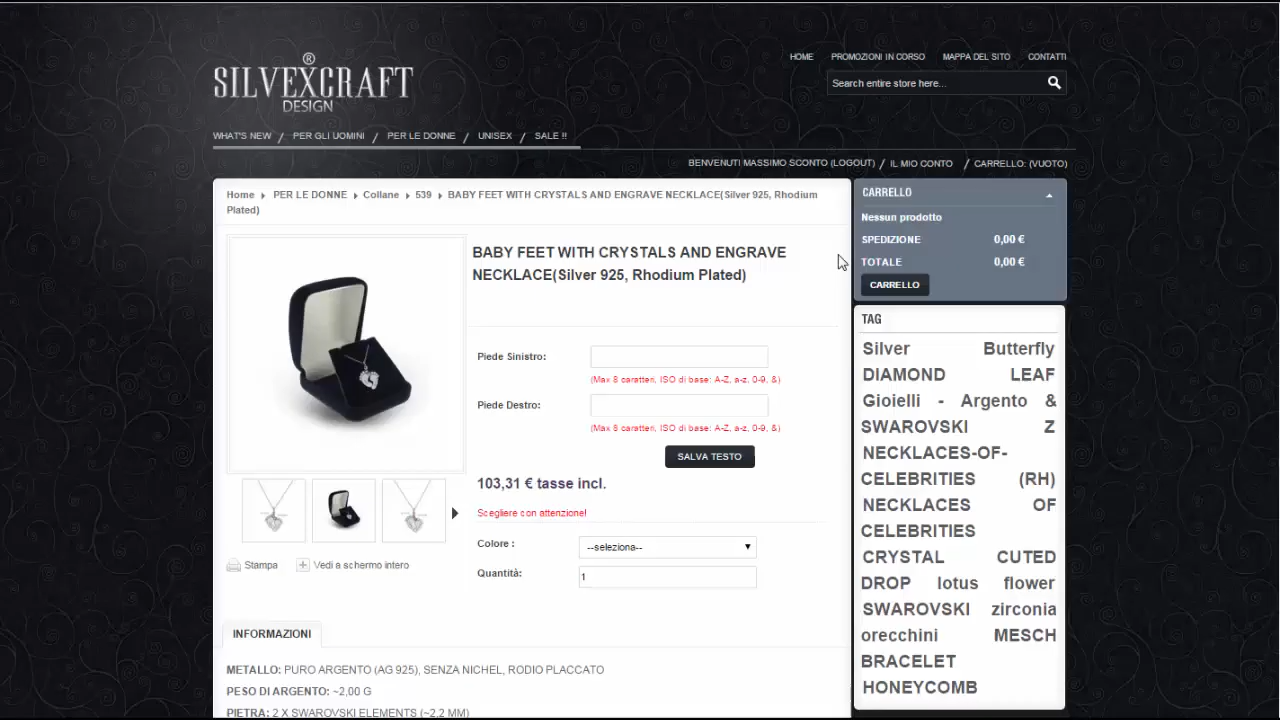 HOME PROMOZIONI IN CORSO MAPPA DEL SITO CONTATTI
®
SILVEXCRAFT
DESIGN
Search entire store here...
WHAT'S NEW / PER GLI UOMINI / PER LE DONNE / UNISEX / SALE !!
BENVENUTI MASSIMO SCONTO (LOGOUT) / IL MIO CONTO / CARRELLO: (VUOTO)
Home PER LE DONNE Collane 539 BABY FEET WITH CRYSTALS AND ENGRAVE NECKLACE(Silver 925, Rhodium
Plated)
BABY FEET WITH CRYSTALS AND ENGRAVE
NECKLACE(Silver 925, Rhodium Plated)
Piede Sinistro:
(Max 8 caratteri, ISO di base: A-Z, a-z, 0-9, &)
Piede Destro:
(Max 8 caratteri, ISO di base: A-Z, a-z, 0-9, &)
SALVA TESTO
103,31 € tasse incl.
Scegliere con attenzione!
Colore : --seleziona--
Quantità: 1
Stampa Vedi a schermo intero
INFORMAZIONI
METALLO: PURO ARGENTO (AG 925), SENZA NICHEL, RODIO PLACCATO
PESO DI ARGENTO: ~2,00 G
PIETRA: 2 X SWAROVSKI ELEMENTS (~2,2 MM)
CARRELLO
Nessun prodotto
SPEDIZIONE 0,00 €
TOTALE 0,00 €
CARRELLO
TAG
Silver Butterfly
DIAMOND LEAF
Gioielli - Argento &
SWAROVSKI Z
NECKLACES-OF-
CELEBRITIES (RH)
NECKLACES OF
CELEBRITIES
CRYSTAL CUTED
DROP lotus flower
SWAROVSKI zirconia
orecchini MESCH
BRACELET
HONEYCOMB